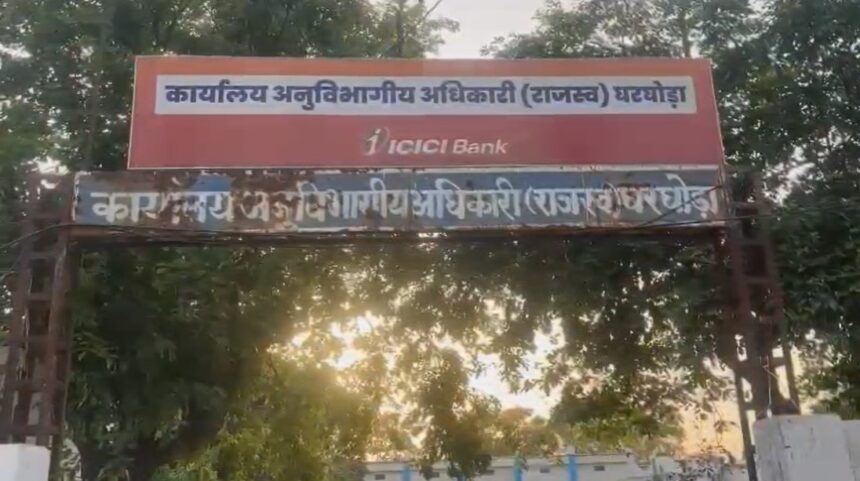 कार्यालय अनुविभागीय अधिकारी (राजस्व) घरघोड़ा
ICICI Bank
कार्यालय अनुविभागीय अधिकारी (राजस्व) घरघोड़ा